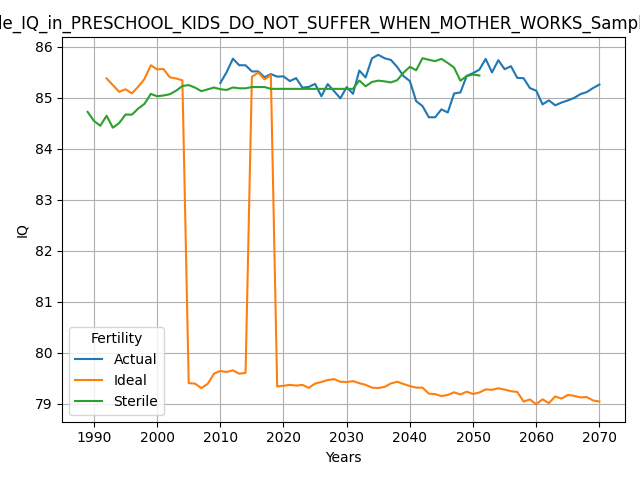 le_IQ_in_PRESCHOOL_KIDS_DO_NOT_SUFFER_WHEN_MOTHER_WORKS_Sampl
86
85
84
83
82
81
80
79
IQ
Fertility
Actual
Ideal
Sterile
1990 2000 2010 2020 2030 2040 2050 2060 2070
Years